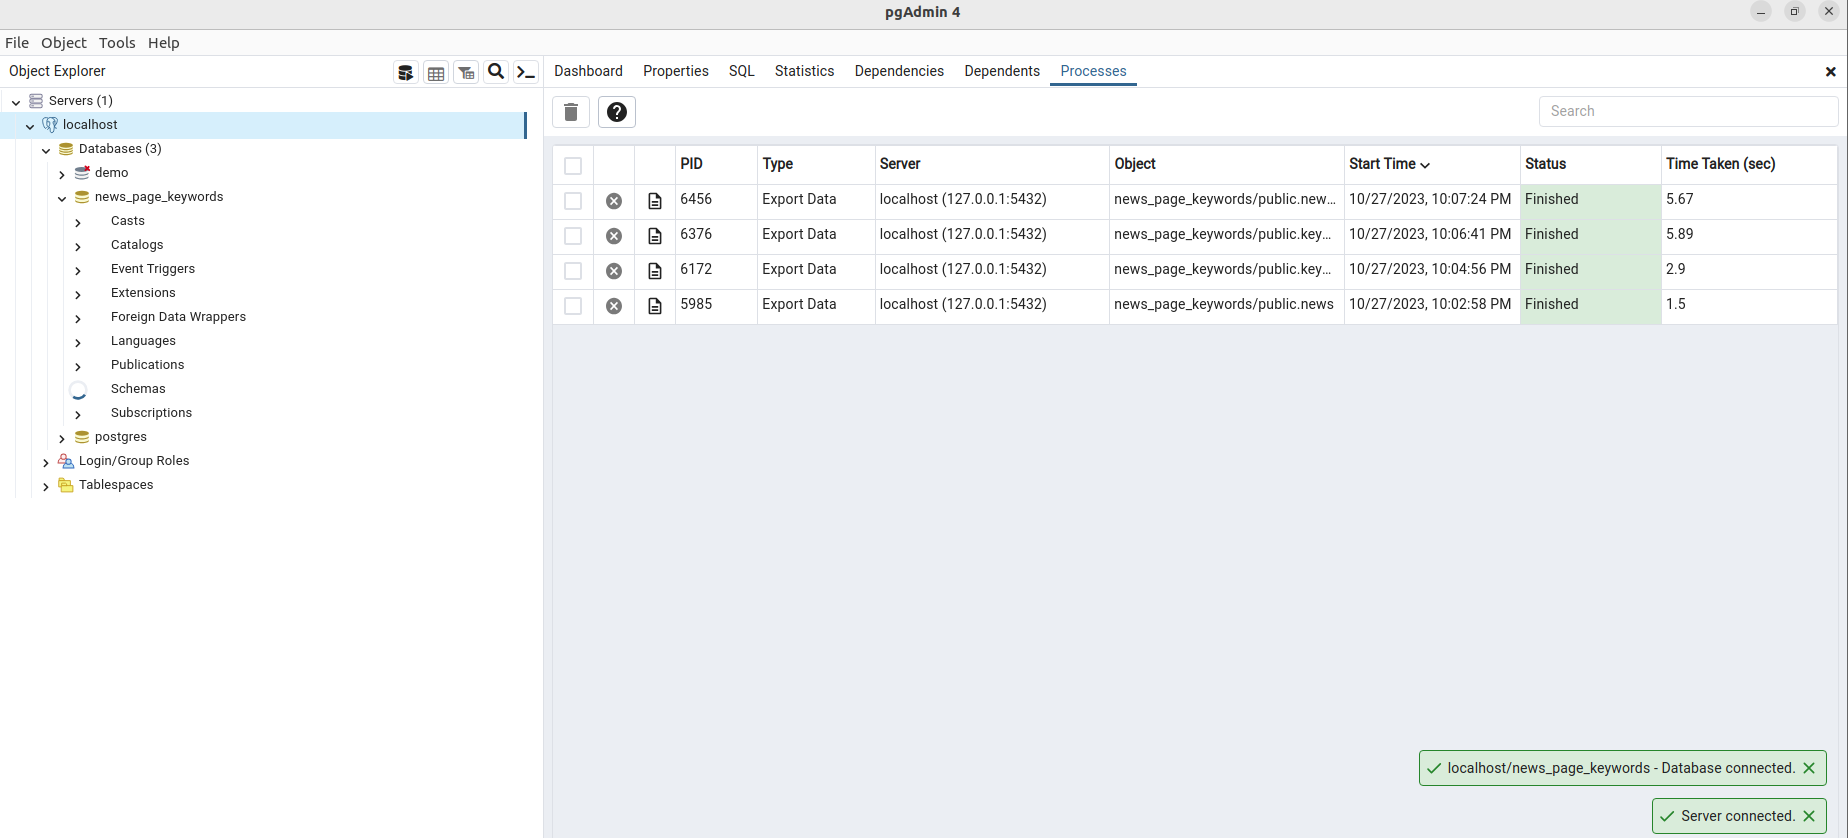 pgAdmin 4
File Object Tools Help
Object Explorer
Dashboard Properties SQL Statistics Dependencies Dependents Processes
Servers (1)
localhost
Databases (3)
demo
news_page_keywords
Casts
Catalogs
Event Triggers
Extensions
Foreign Data Wrappers
Languages
Publications
Schemas
Subscriptions
postgres
Login/Group Roles
Tablespaces
Search
PID Type Server Object Start Time Status Time Taken (sec)
6456 Export Data localhost (127.0.0.1:5432) news_page_keywords/public.new... 10/27/2023, 10:07:24 PM Finished 5.67
6376 Export Data localhost (127.0.0.1:5432) news_page_keywords/public.key... 10/27/2023, 10:06:41 PM Finished 5.89
6172 Export Data localhost (127.0.0.1:5432) news_page_keywords/public.key... 10/27/2023, 10:04:56 PM Finished 2.9
5985 Export Data localhost (127.0.0.1:5432) news_page_keywords/public.news 10/27/2023, 10:02:58 PM Finished 1.5
localhost/news_page_keywords - Database connected.
Server connected.